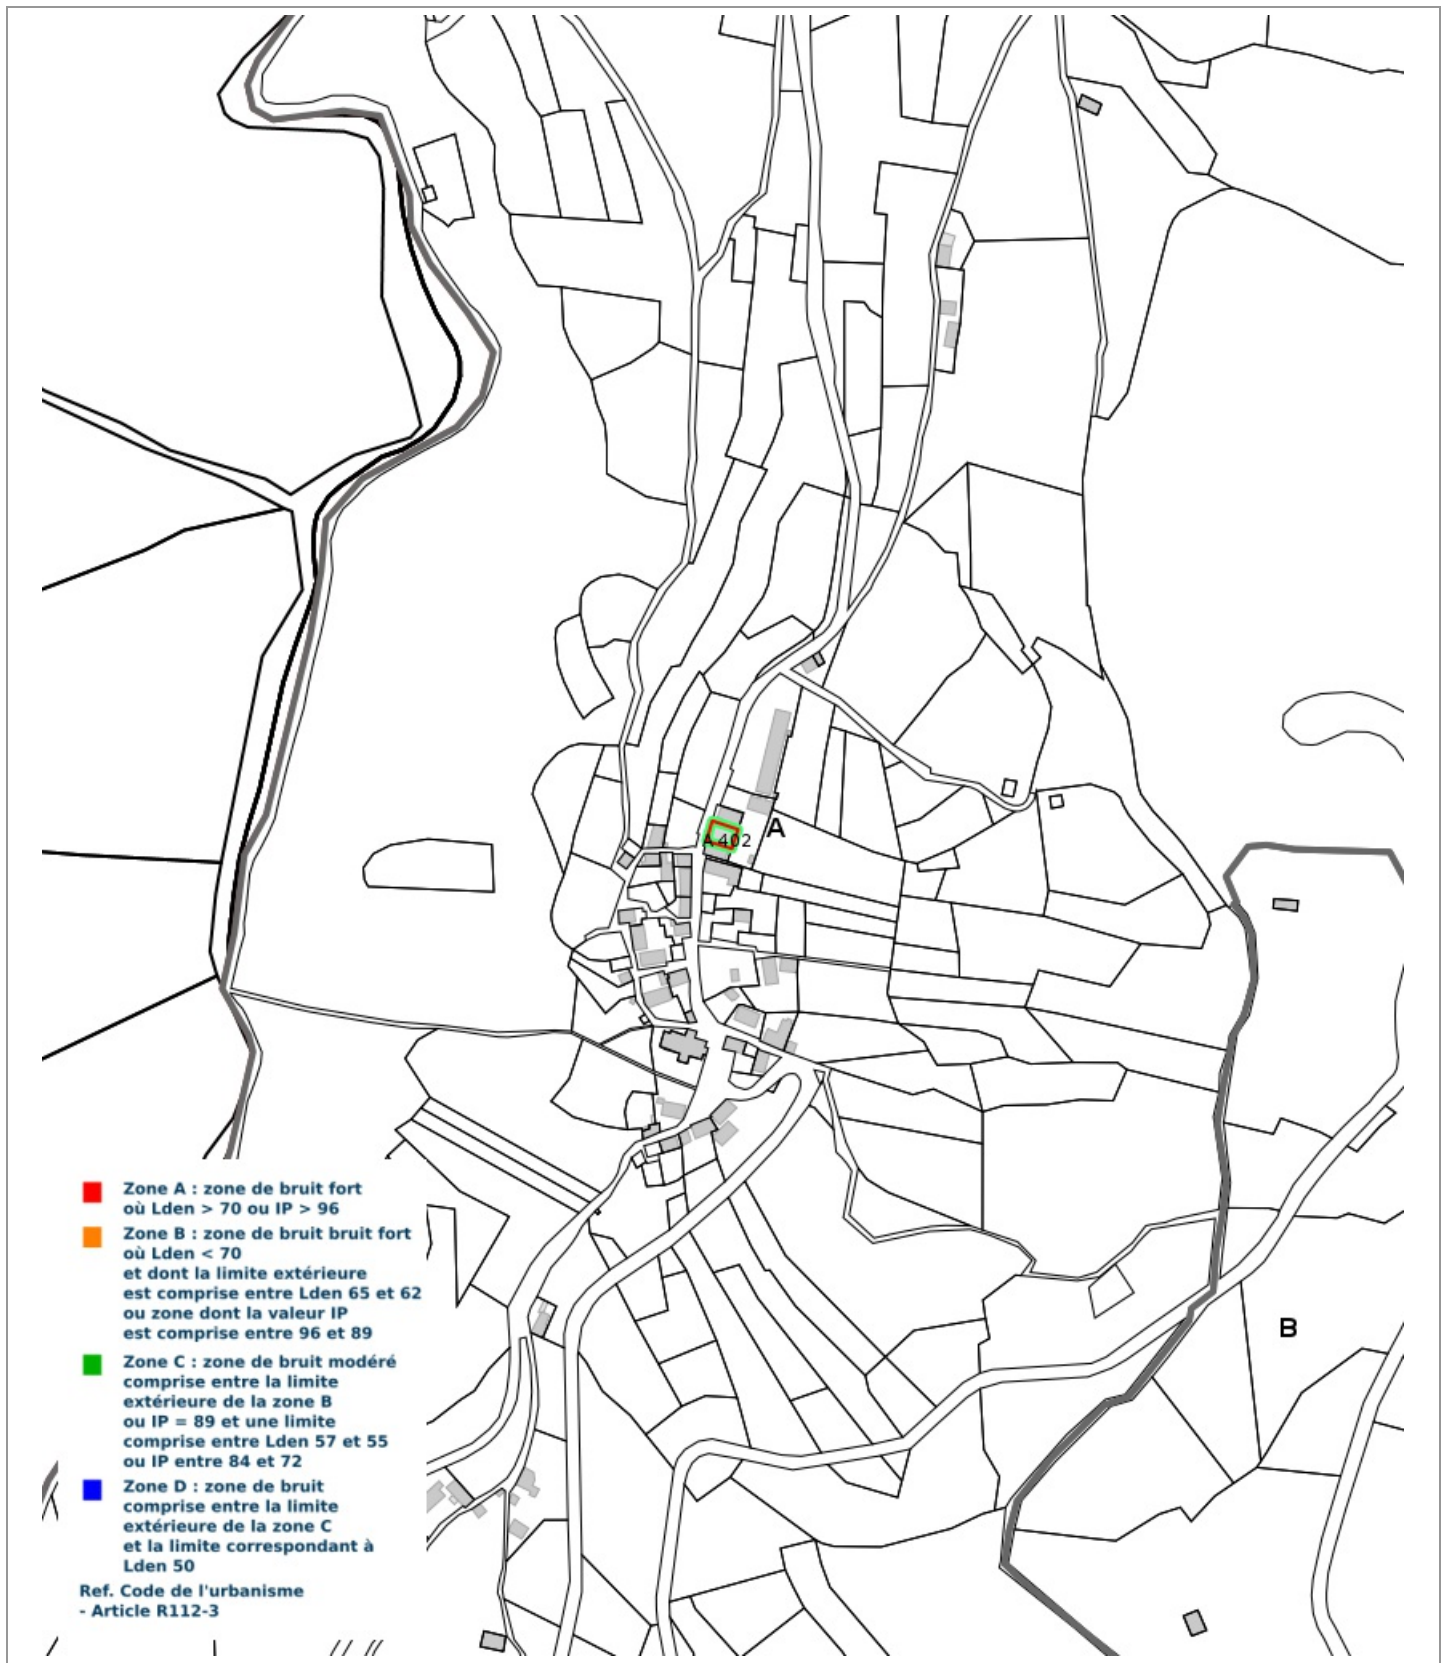 A
A 402
B
Zone A : zone de bruit fort
où Lden > 70 ou IP > 96
Zone B : zone de bruit bruit fort
où Lden < 70
et dont la limite extérieure
est comprise entre Lden 65 et 62
ou zone dont la valeur IP
est comprise entre 96 et 89
Zone C : zone de bruit modéré
comprise entre la limite
extérieure de la zone B
ou IP = 89 et une limite
comprise entre Lden 57 et 55
ou IP entre 84 et 72
Zone D : zone de bruit
comprise entre la limite
extérieure de la zone C
et la limite correspondant à
Lden 50
Ref. Code de l'urbanisme
- Article R112-3